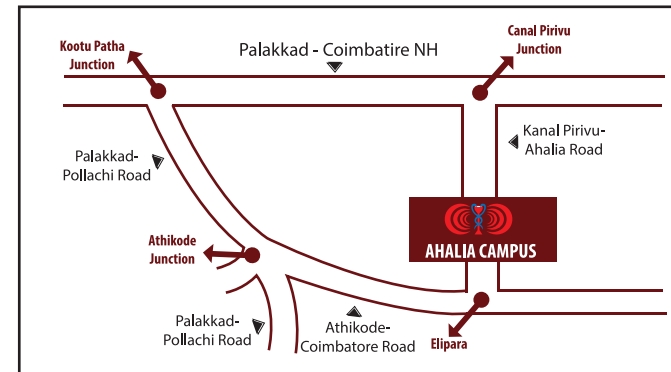 Kootu Patha
Junction
Palakkad - Coimbatire NH
Canal Pirivu
Junction
Palakkad-
Pollachi Road
Kanal Pirivu-
Ahalia Road
AHALIA CAMPUS
Athikode
Junction
Palakkad-
Pollachi Road
Athikode-
Coimbatore Road
Elipara